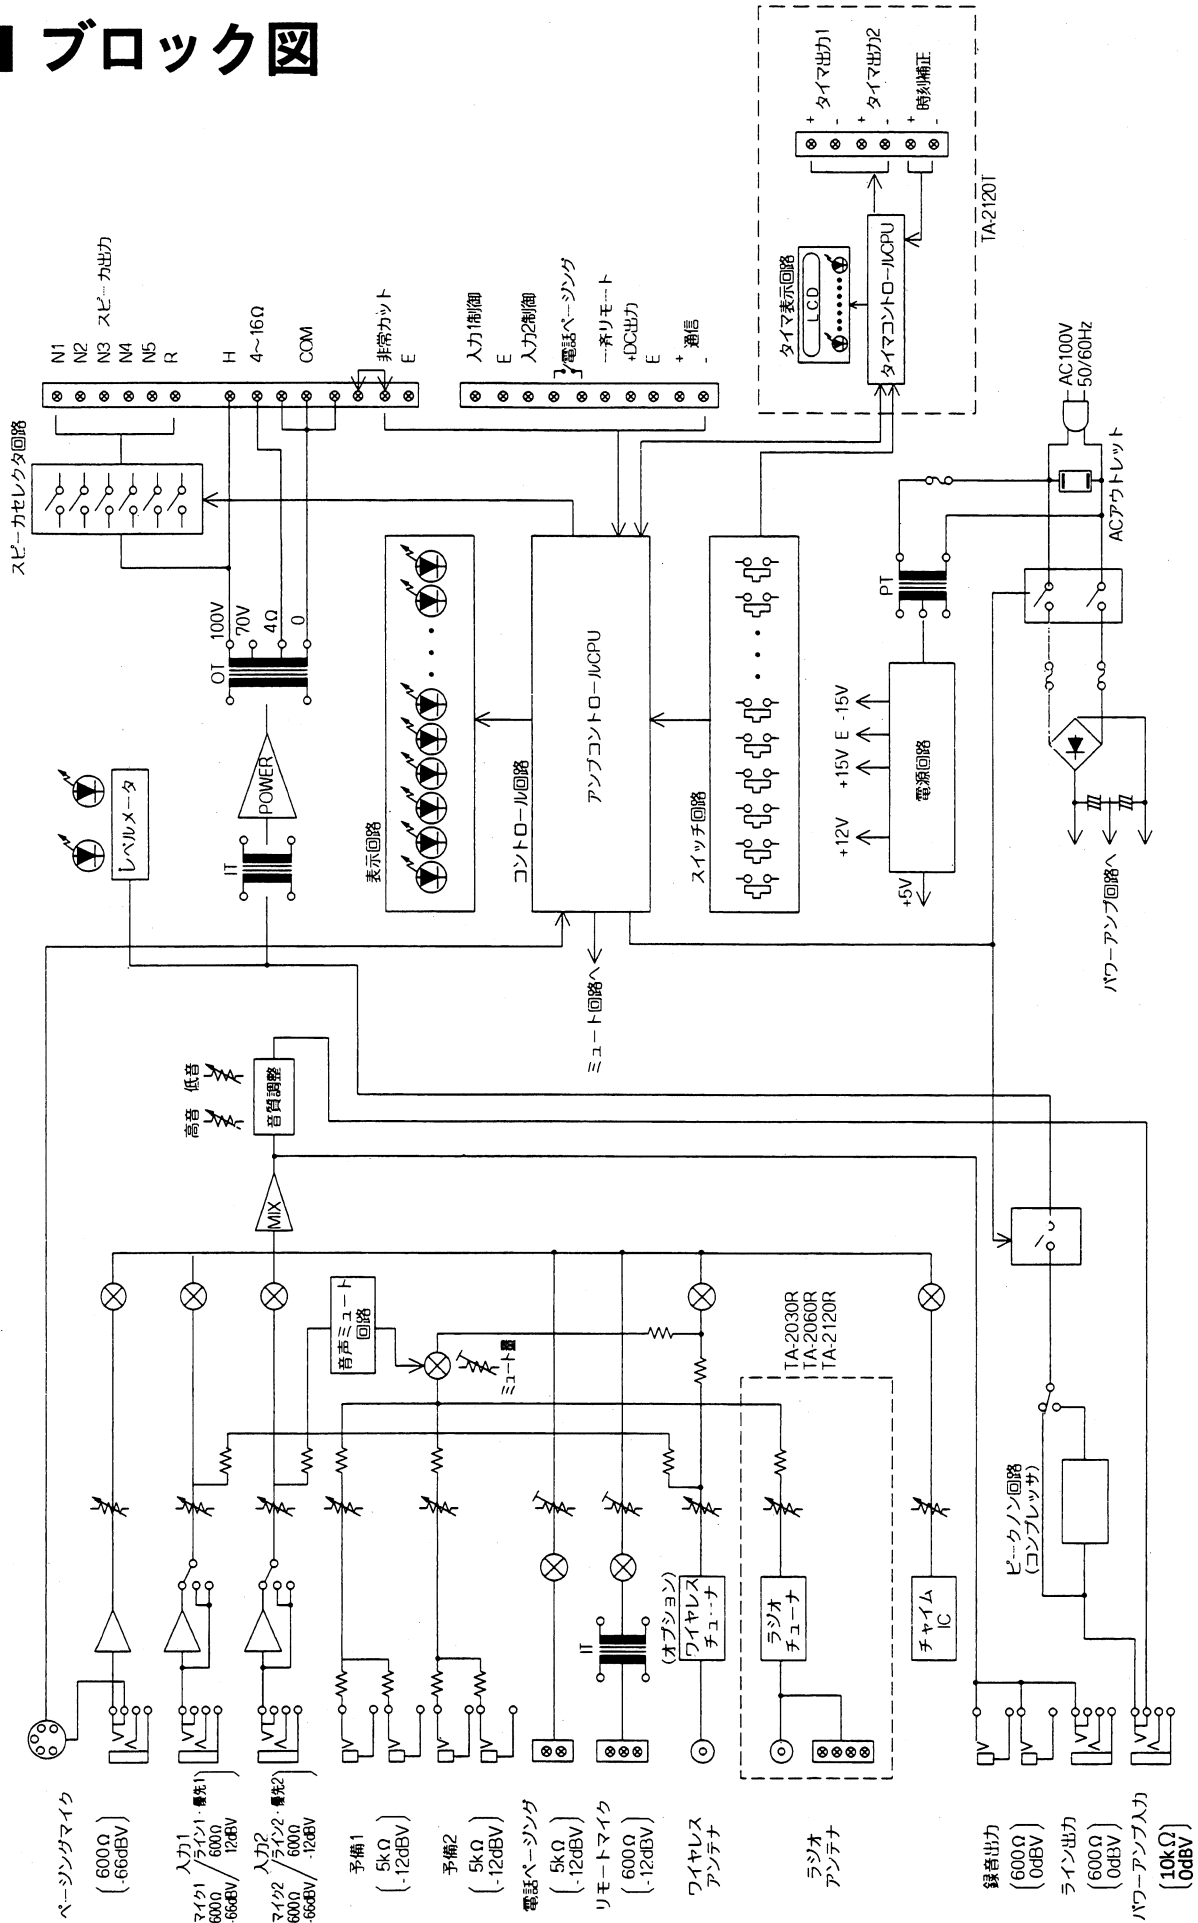 ブロック図
ページングマイク
600Ω
-66dBV
入力1
マイク1
600Ω
-66dBV
ライン1・優先1
600Ω
12dBV
入力2
マイク2
600Ω
-66dBV
ライン2・優先2
600Ω
-12dBV
予備1
5kΩ
-12dBV
予備2
5kΩ
-12dBV
電話ページング
5kΩ
-12dBV
リモートマイク
600Ω
-12dBV
ワイヤレス
アンテナ
ラジオ
アンテナ
録音出力
600Ω
0dBV
ライン出力
600Ω
0dBV
パワーアンプ入力
10kΩ
0dBV
IT
(オプション)
ワイヤレス
チューナ
ラジオ
チューナ
チャイム
IC
ピークノン回路
(コンプレッサ)
音声ミュート
回路
ミュート量
TA-2030R
TA-2060R
TA-2120R
MIX
高音
低音
音質調整
ミュート回路へ
レベルメータ
IT
POWER
OT
100V
70V
4Ω
0
表示回路
コントロール回路
アンプコントロールCPU
スイッチ回路
+5V
+12V
+15V
E
-15V
電源回路
PT
パワーアンプ回路へ
ACアウトレット
AC100V
50/60Hz
スピーカセレクタ回路
N1
N2
N3
N4
N5
R
スピーカ出力
H
4~16Ω
COM
非常カット
E
入力1制御
E
入力2制御
電話ページング
一斉リモート
+DC出力
E
+
通信
-
タイマ表示回路
LCD
タイマコントロールCPU
+
タイマ出力1
-
+
タイマ出力2
-
+
時刻補正
-
TA-2120T